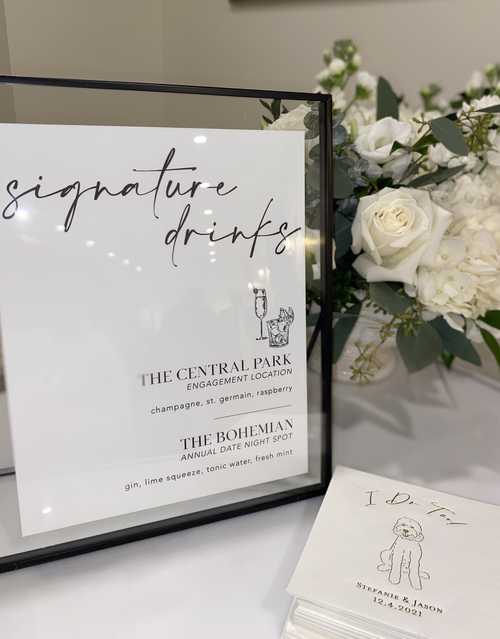 signature
drinks
THE CENTRAL PARK
ENGAGEMENT LOCATION
champagne, st. germain, raspberry
THE BOHEMIAN
ANNUAL DATE NIGHT SPOT
gin, lime squeeze, tonic water, fresh mint
I Do Too!
STEFANIE & JASON
12.4.2021